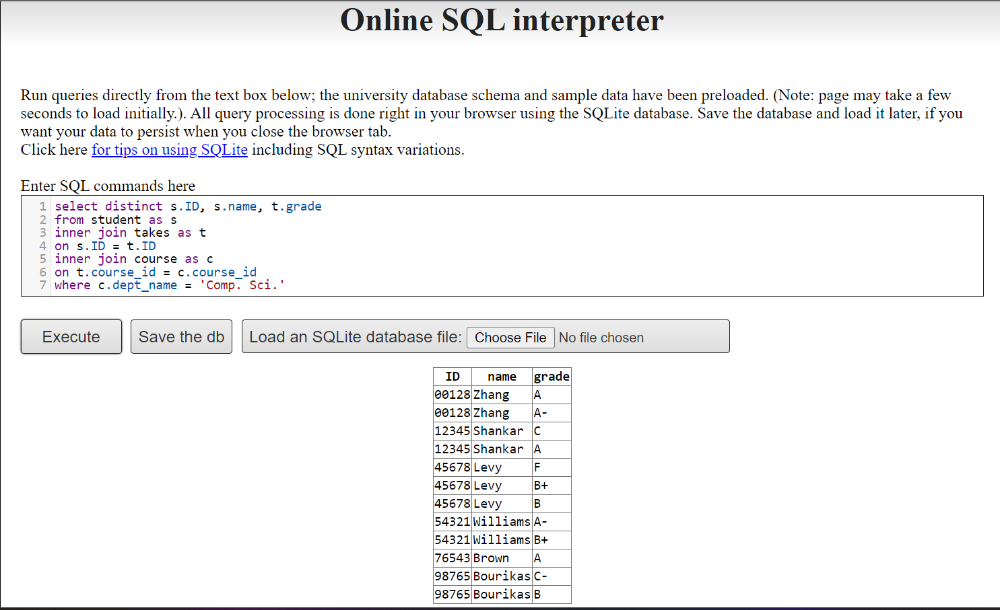 Online SQL interpreter
Run queries directly from the text box below; the university database schema and sample data have been preloaded. (Note: page may take a few
seconds to load initially.). All query processing is done right in your browser using the SQLite database. Save the database and load it later, if you
want your data to persist when you close the browser tab.
Click here for tips on using SQLite including SQL syntax variations.
Enter SQL commands here
1 select distinct s.ID, s.name, t.grade
2 from student as s
3 inner join takes as t
4 on s.ID = t.ID
5 inner join course as c
6 on t.course_id = c.course_id
7 where c.dept_name = 'Comp. Sci.'
Execute Save the db Load an SQLite database file: Choose File No file chosen
ID name grade
00128 Zhang A
00128 Zhang A-
12345 Shankar C
12345 Shankar A
45678 Levy F
45678 Levy B+
45678 Levy B
54321 Williams A-
54321 Williams B+
76543 Brown A
98765 Bourikas C-
98765 Bourikas B